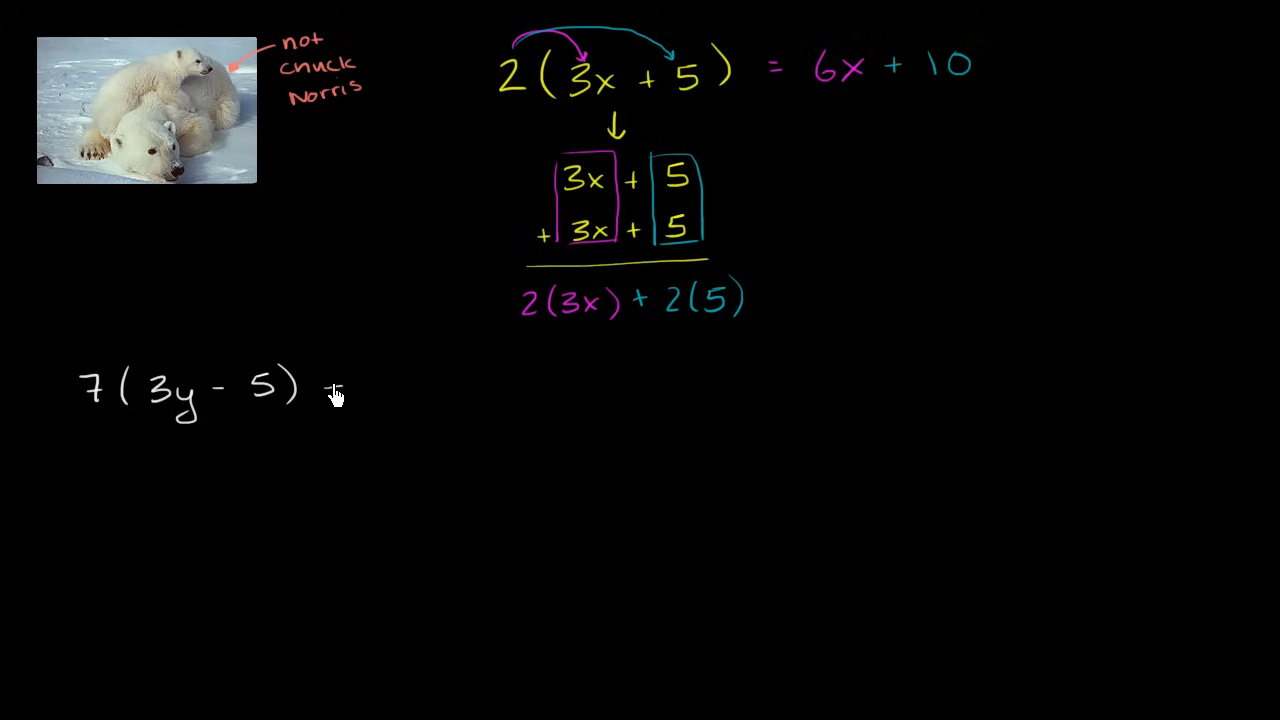 not
chuck
Norris
2(3x + 5) = 6x + 10
↓
3x + 5
+ 3x + 5
2(3x) + 2(5)
7(3y - 5)